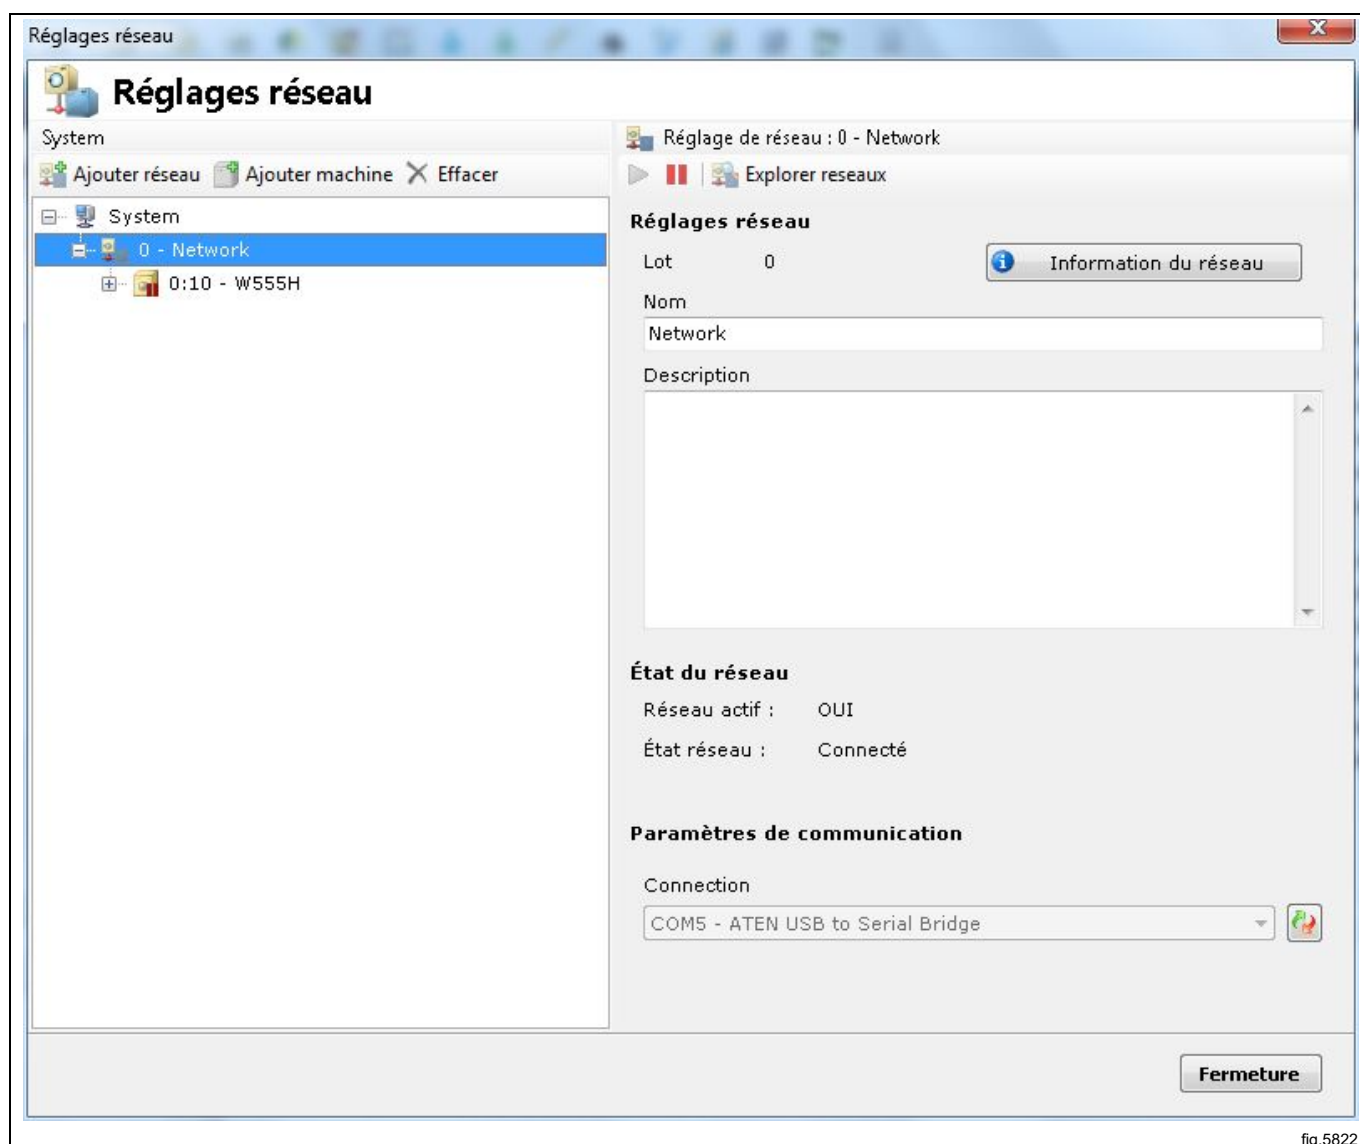 Réglages réseau
Réglages réseau
System
Ajouter réseau Ajouter machine Effacer
System
0 - Network
0:10 - W555H
Réglage de réseau : 0 - Network
Explorer reseaux
Réglages réseau
Lot 0 Information du réseau
Nom
Network
Description
État du réseau
Réseau actif : OUI
État réseau : Connecté
Paramètres de communication
Connection
COM5 - ATEN USB to Serial Bridge
Fermeture
fig.5822